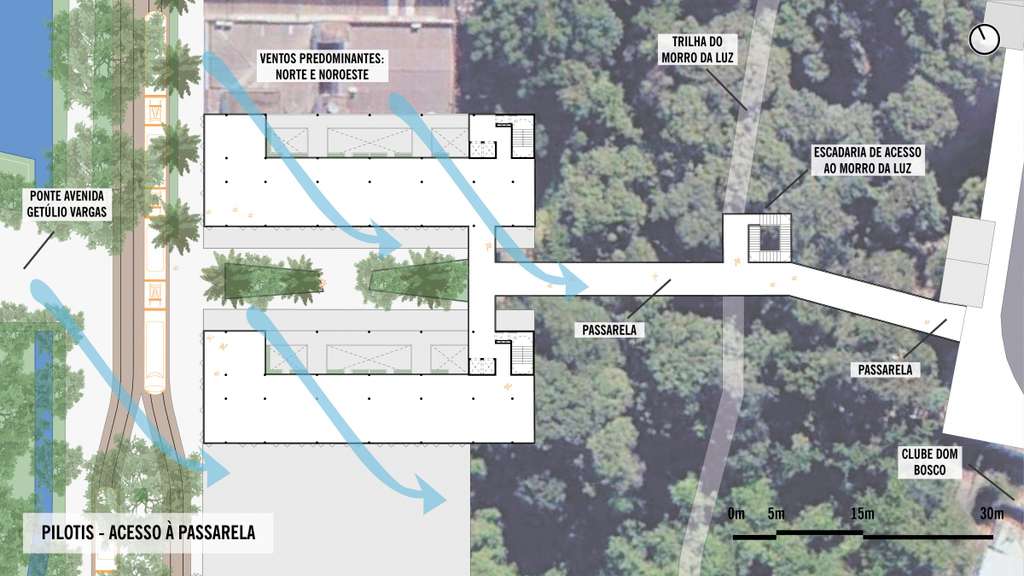 VENTOS PREDOMINANTES:
NORTE E NOROESTE
TRILHA DO
MORRO DA LUZ
ESCADARIA DE ACESSO
AO MORRO DA LUZ
PONTE AVENIDA
GETÚLIO VARGAS
PASSARELA
PASSARELA
CLUBE DOM
BOSCO
0m 5m 15m 30m
PILOTIS - ACESSO À PASSARELA